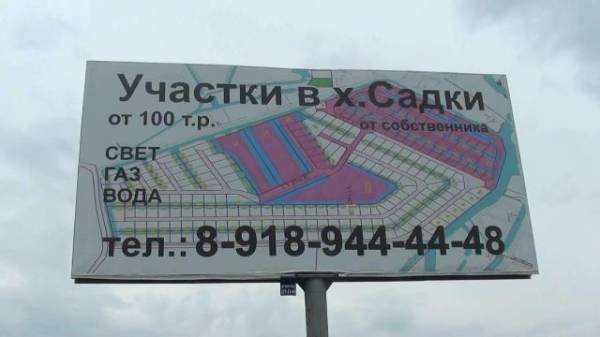 Участки в х.Садки
от 100 т.р. от собственника
СВЕТ
ГАЗ
ВОДА
тел.: 8-918-944-44-48